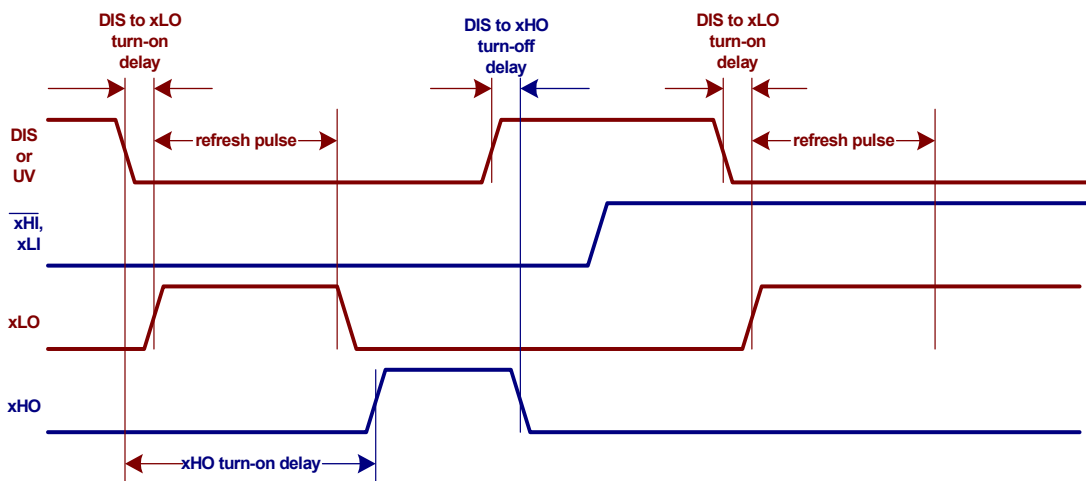 DIS to xLO
turn-on
delay
DIS to xHO
turn-off
delay
DIS to xLO
turn-on
delay
DIS
or
UV
refresh pulse
refresh pulse
xHI,
xLI
xLO
xHO
xHO turn-on delay